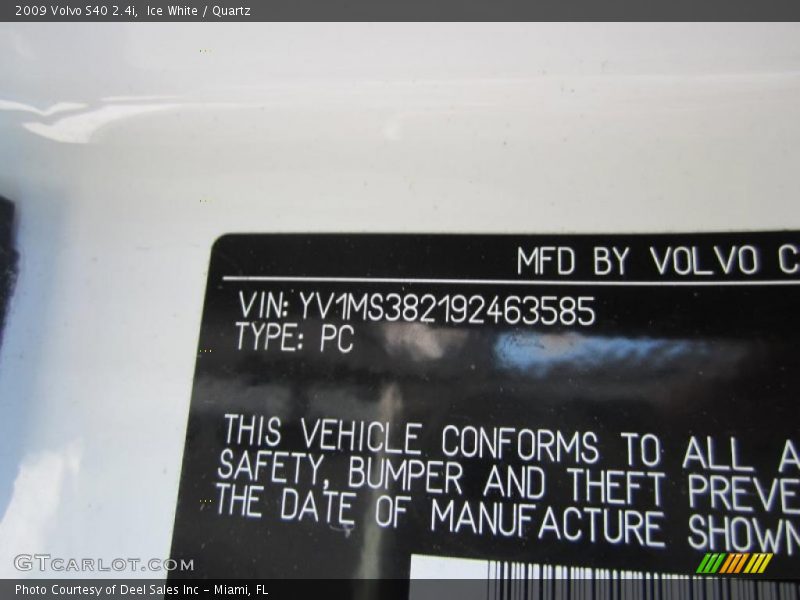 2009 Volvo S40 2.4i, Ice White / Quartz
MFD BY VOLVO C
VIN: YV1MS382192463585
TYPE: PC
THIS VEHICLE CONFORMS TO ALL A
SAFETY, BUMPER AND THEFT PREVE
THE DATE OF MANUFACTURE SHOWN
GTCARLOT.COM
Photo Courtesy of Deel Sales Inc - Miami, FL